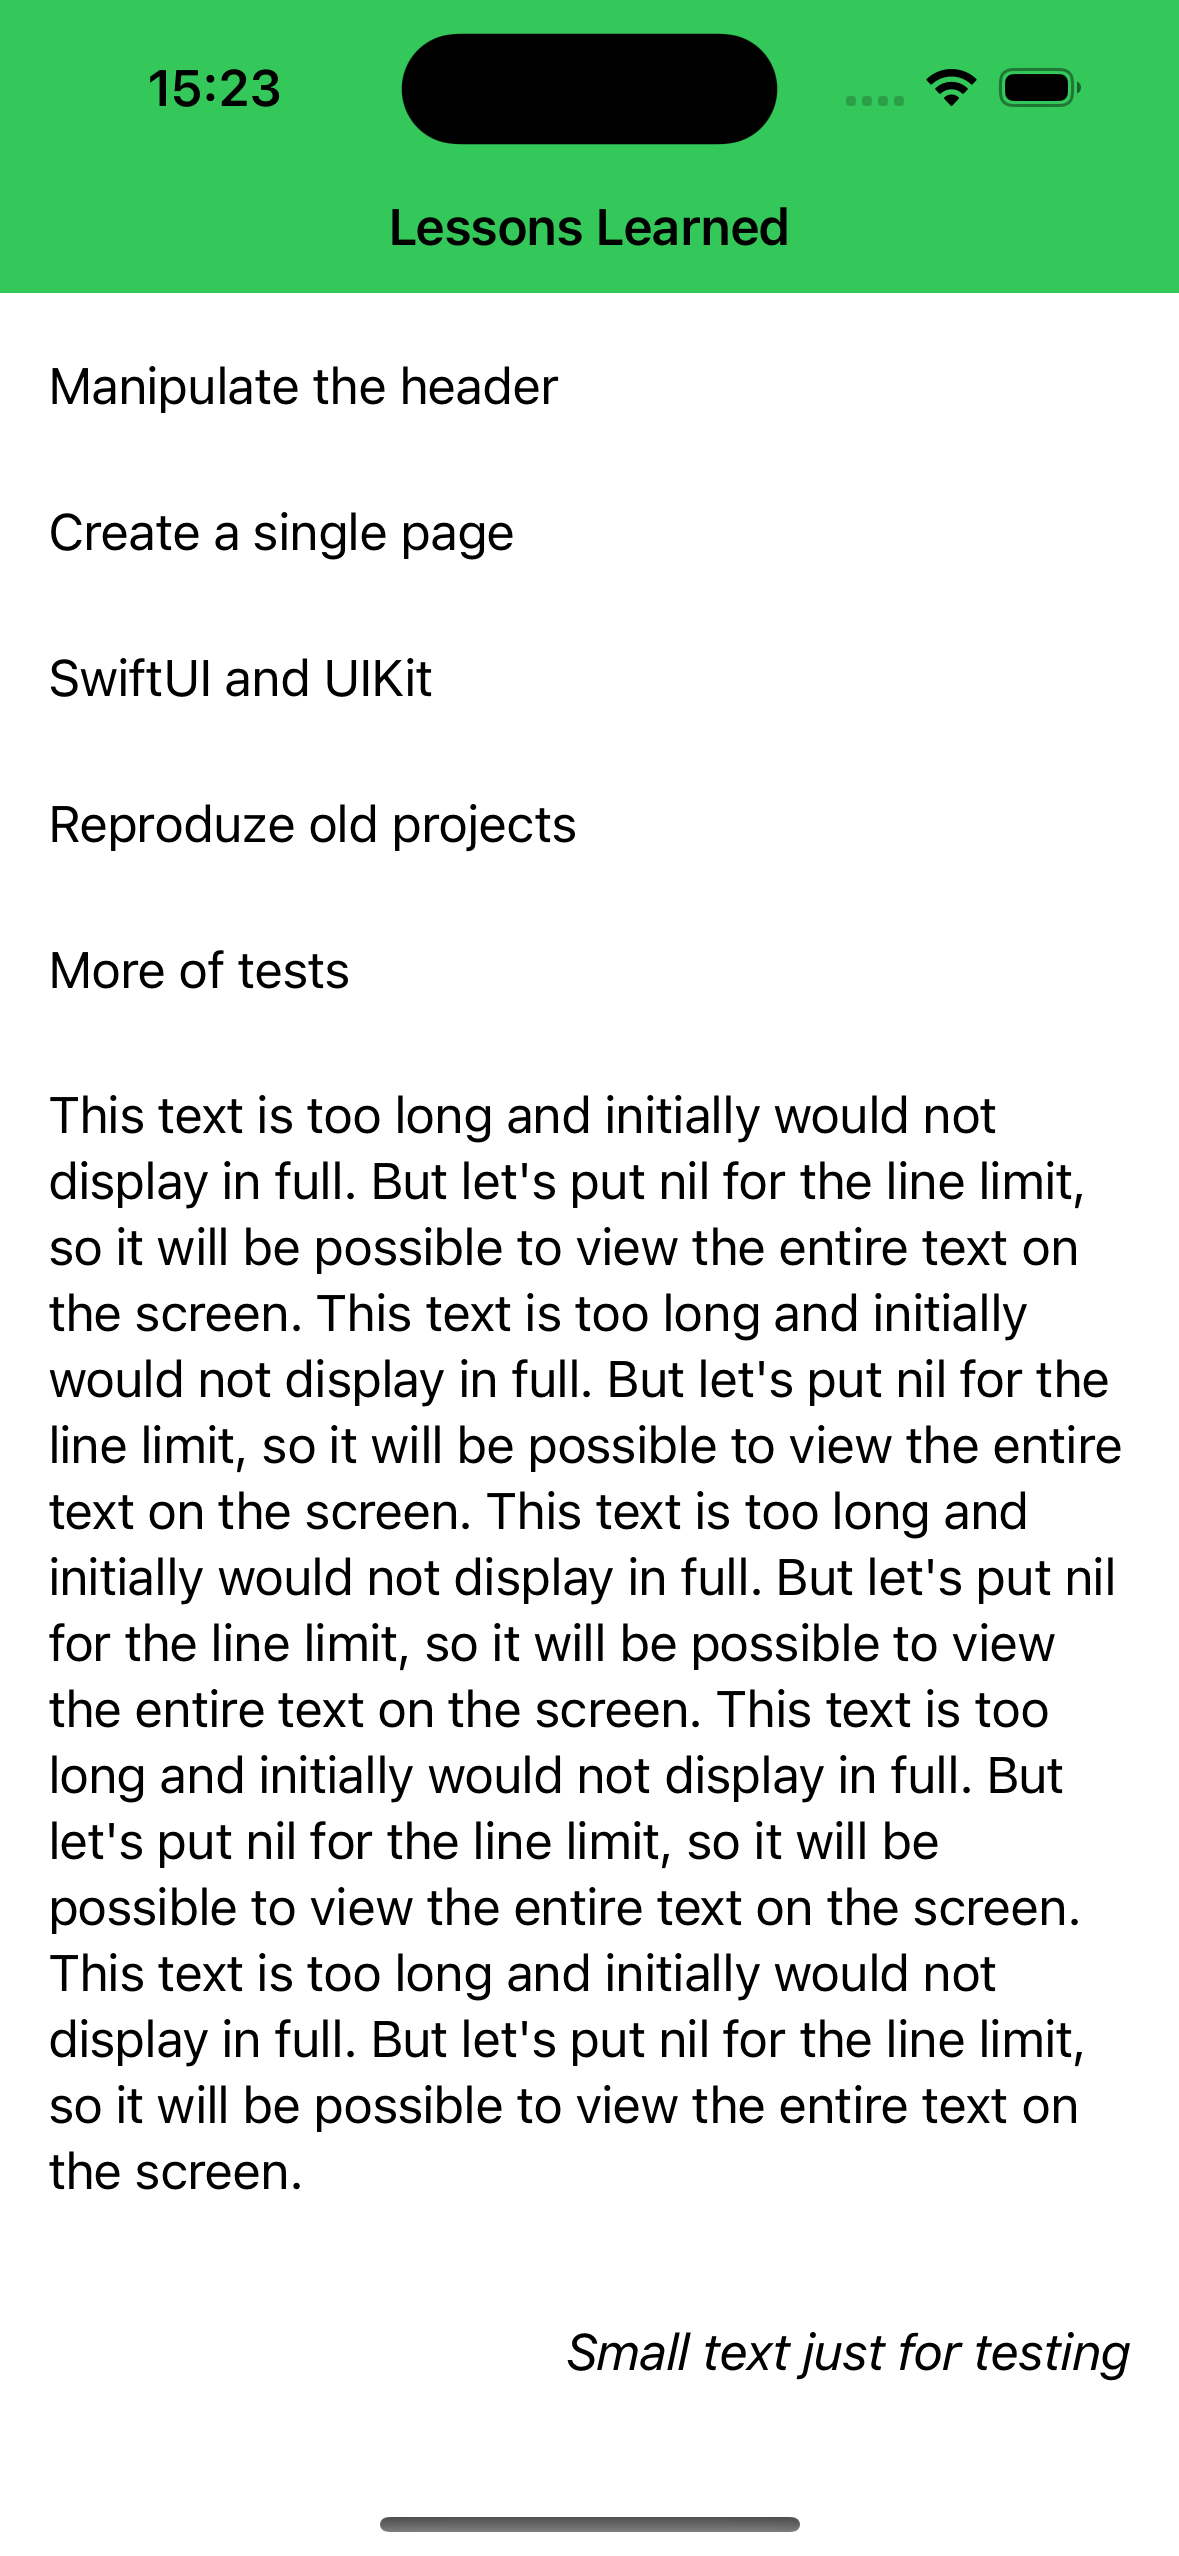 15:23
Lessons Learned
Manipulate the header
Create a single page
SwiftUI and UIKit
Reproduze old projects
More of tests
This text is too long and initially would not
display in full. But let's put nil for the line limit,
so it will be possible to view the entire text on
the screen. This text is too long and initially
would not display in full. But let's put nil for the
line limit, so it will be possible to view the entire
text on the screen. This text is too long and
initially would not display in full. But let's put nil
for the line limit, so it will be possible to view
the entire text on the screen. This text is too
long and initially would not display in full. But
let's put nil for the line limit, so it will be
possible to view the entire text on the screen.
This text is too long and initially would not
display in full. But let's put nil for the line limit,
so it will be possible to view the entire text on
the screen.
Small text just for testing